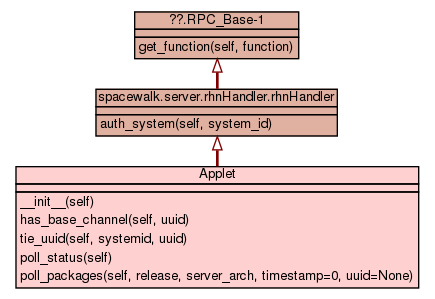 ??.RPC_Base-1
get_function(self, function)
spacewalk.server.rhnHandler.rhnHandler
auth_system(self, system_id)
Applet
__init__(self)
has_base_channel(self, uuid)
tie_uuid(self, systemid, uuid)
poll_status(self)
poll_packages(self, release, server_arch, timestamp=0, uuid=None)